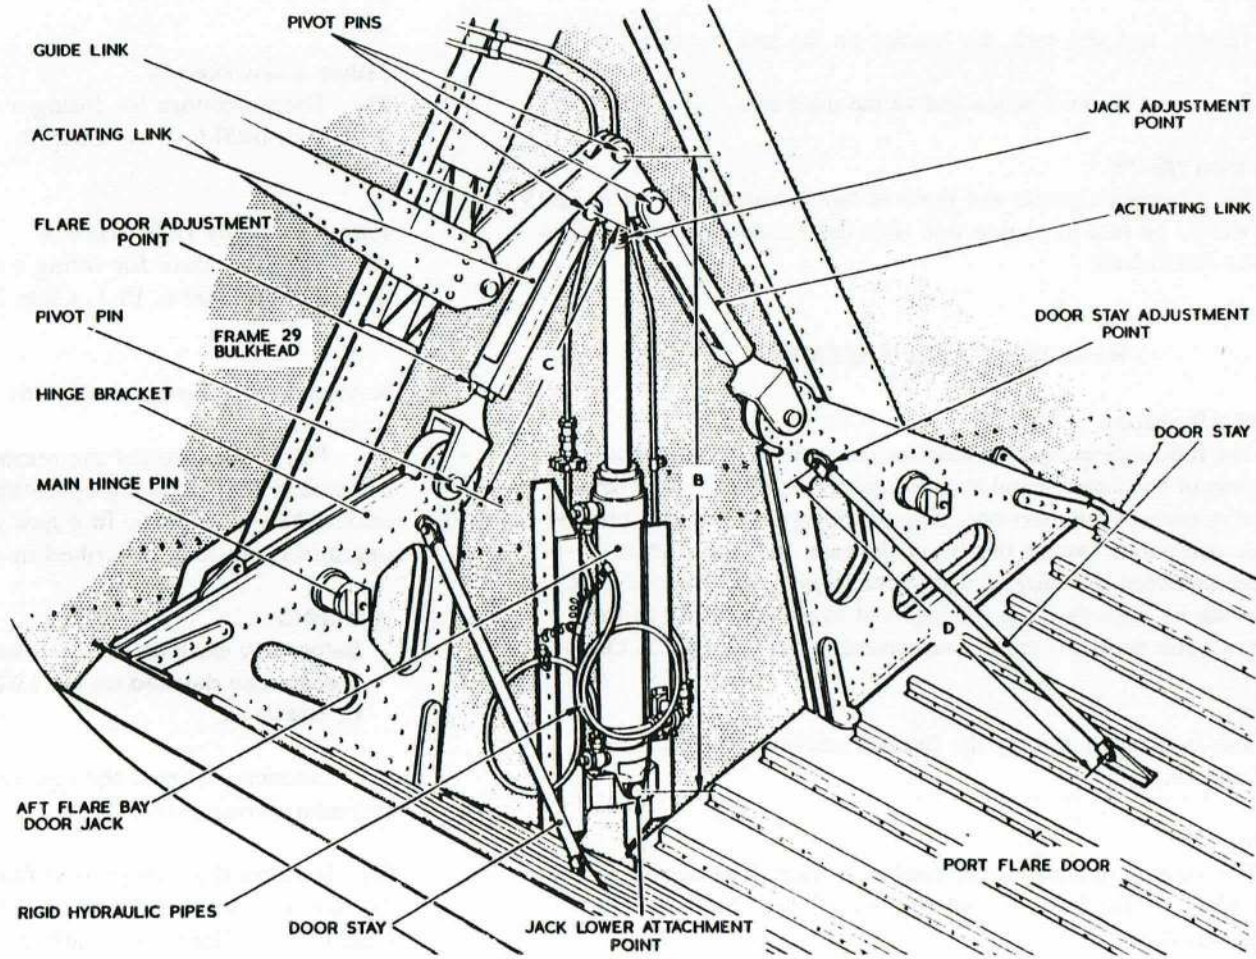 PIVOT PINS
GUIDE LINK
ACTUATING LINK
FLARE DOOR ADJUSTMENT
POINT
PIVOT PIN
FRAME 29
BULKHEAD
HINGE BRACKET
MAIN HINGE PIN
AFT FLARE BAY
DOOR JACK
RIGID HYDRAULIC PIPES
DOOR STAY
JACK LOWER ATTACHMENT
POINT
PORT FLARE DOOR
JACK ADJUSTMENT
POINT
ACTUATING LINK
DOOR STAY ADJUSTMENT
POINT
DOOR STAY
B
C
D